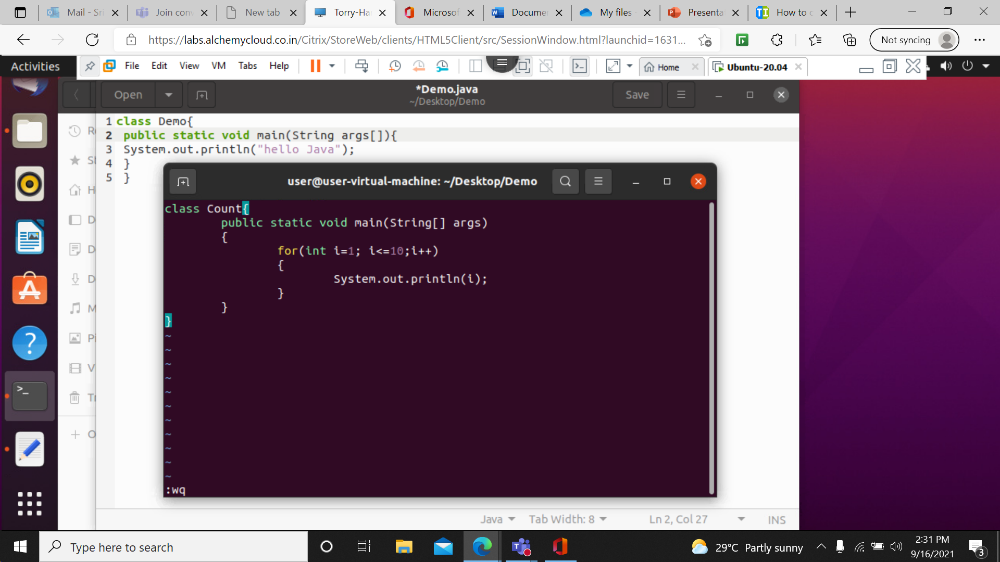 Mail - Sri
Join conv
New tab
Torry-Har
Microsof
Documer
My files -
Presenta
How to c
https://labs.alchemycloud.co.in/Citrix/StoreWeb/clients/HTML5Client/src/SessionWindow.html?launchid=1631...
Not syncing
Activities
File Edit View VM Tabs Help
Home
Ubuntu-20.04
Open
*Demo.java
~/Desktop/Demo
Save
1 class Demo{
2 public static void main(String args[]){
3 System.out.println("hello Java");
4 }
5 }
R
S
H
D
D
D
M
Pi
V
Tr
O
user@user-virtual-machine: ~/Desktop/Demo
class Count{
public static void main(String[] args)
{
for(int i=1; i<=10;i++)
{
System.out.println(i);
}
}
}
~
~
~
~
~
~
~
~
~
~
~
:wq
Java Tab Width: 8 Ln 2, Col 27 INS
Type here to search
29°C Partly sunny
2:31 PM
9/16/2021
3